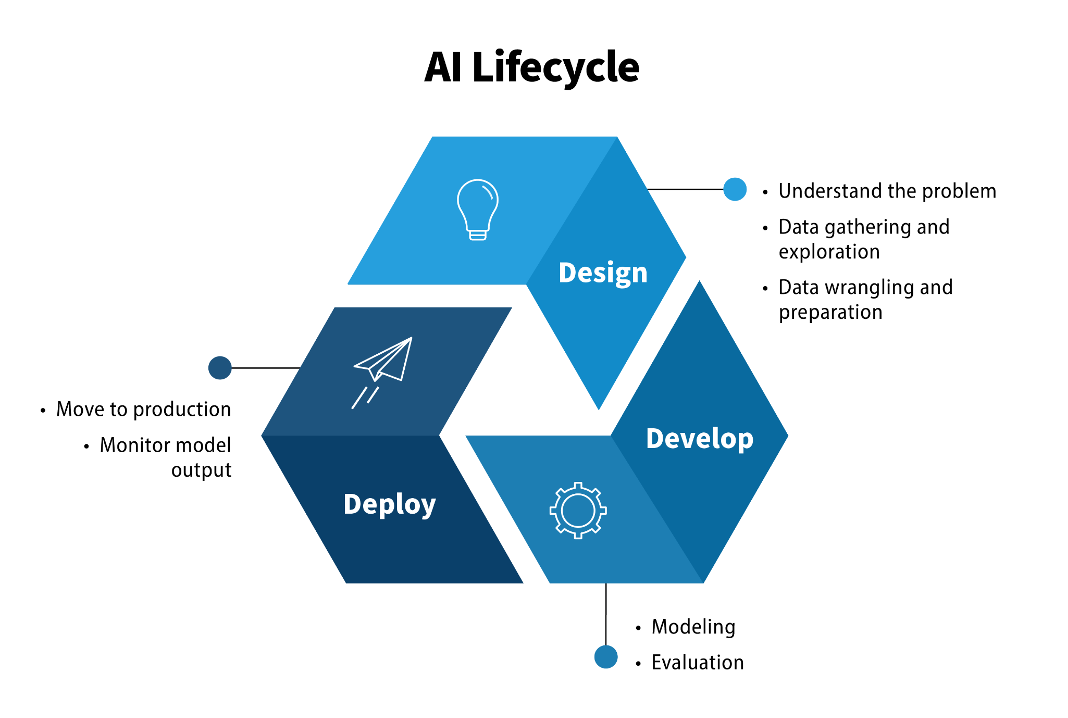 AI Lifecycle
Design
• Understand the problem
• Data gathering and
exploration
• Data wrangling and
preparation
Develop
• Modeling
• Evaluation
Deploy
• Move to production
• Monitor model
output